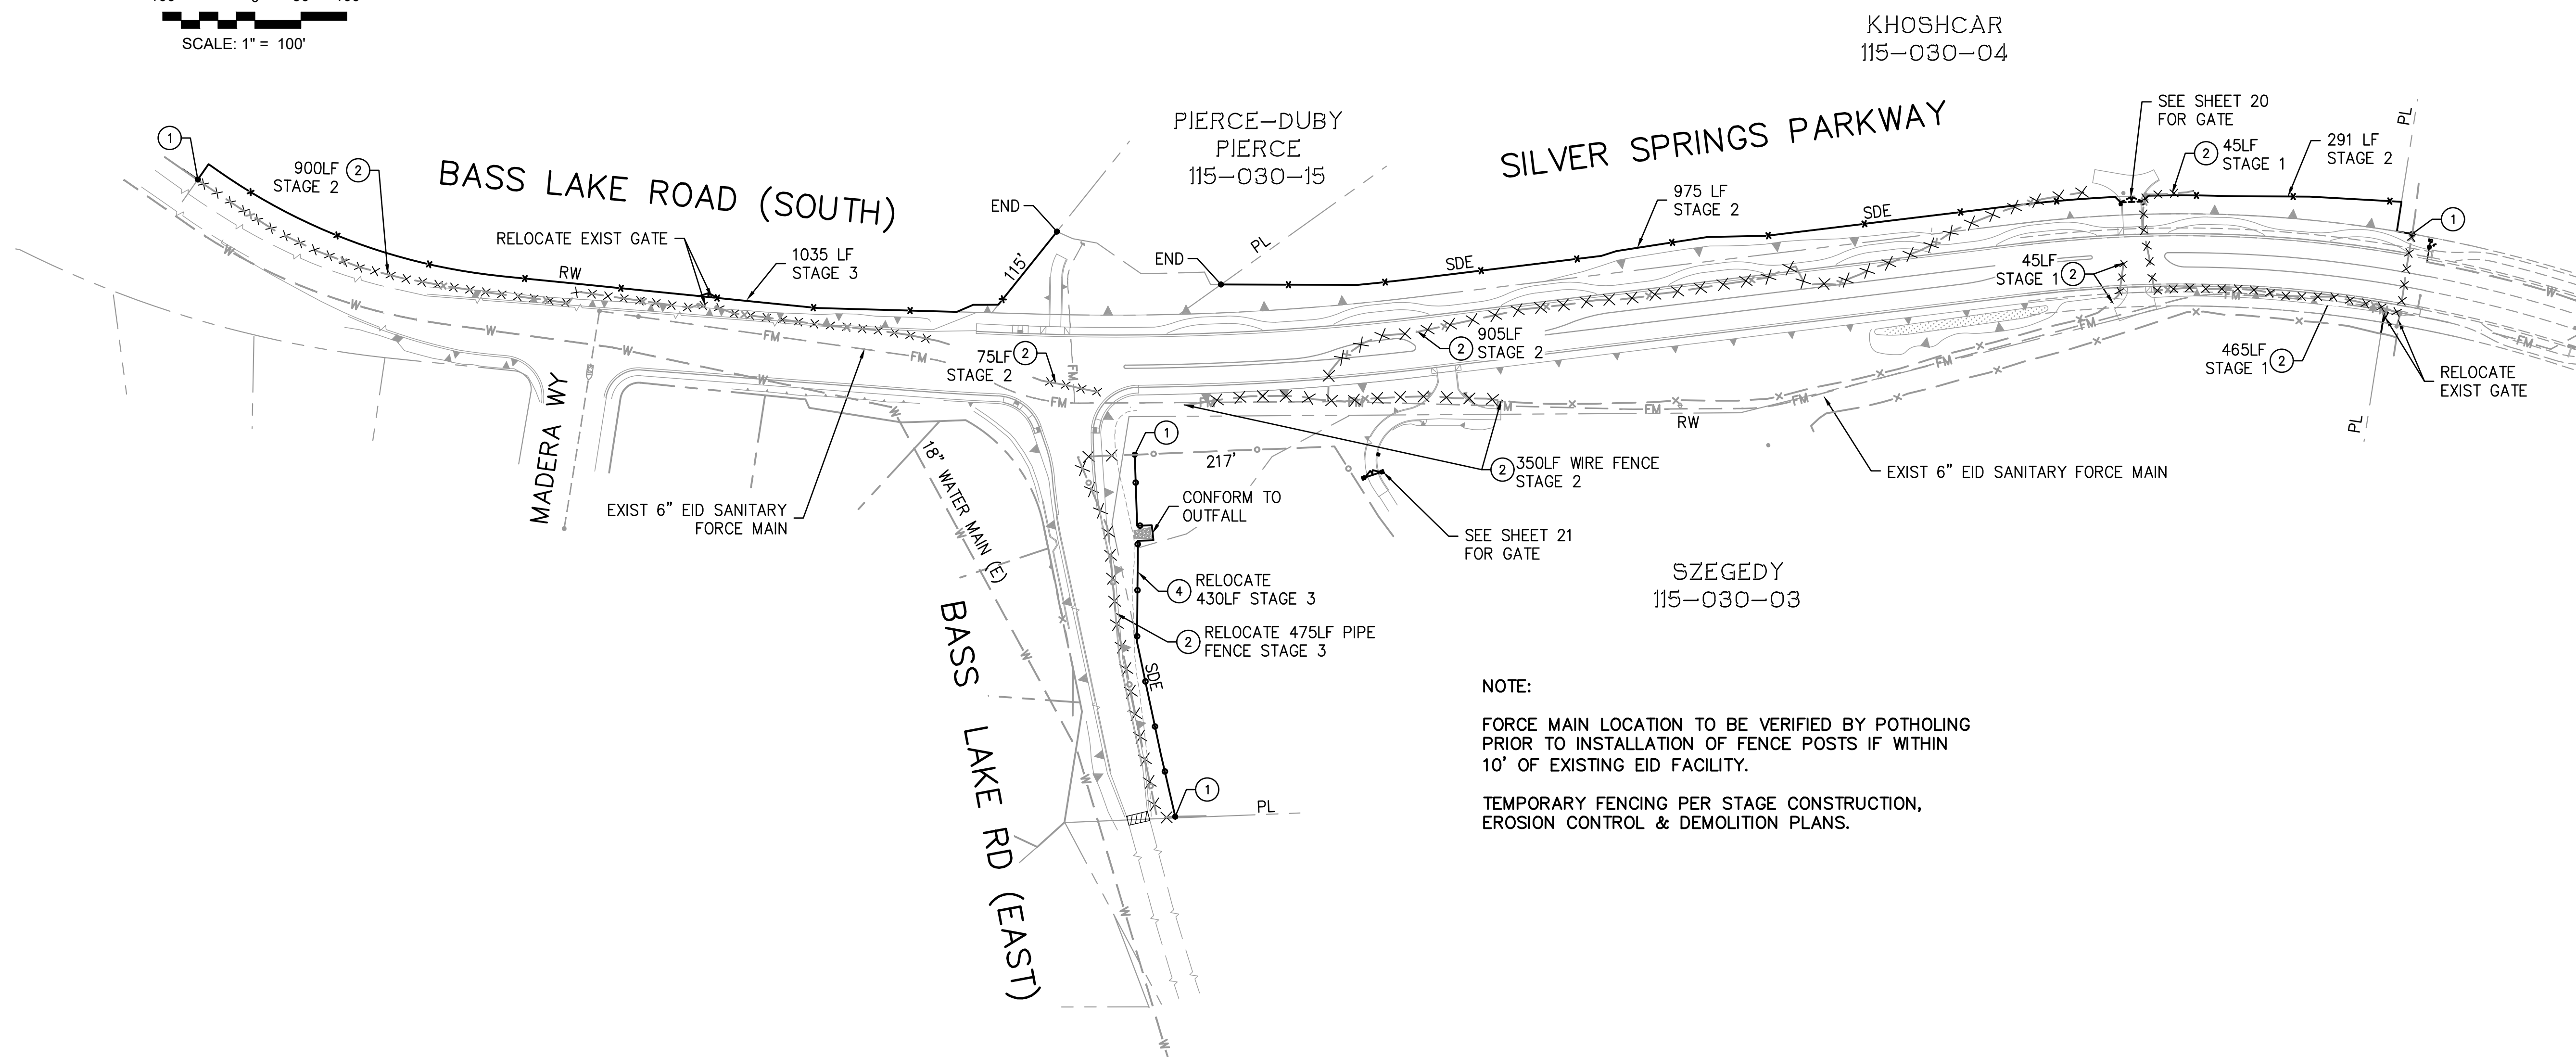 SCALE: 1" = 100'
KHOSHCAR
115-030-04
PIERCE-DUBY
PIERCE
115-030-15
SILVER SPRINGS PARKWAY
SEE SHEET 20
FOR GATE
2
45LF
STAGE 1
291 LF
STAGE 2
PL
1
1
900LF
STAGE 2
2
BASS LAKE ROAD (SOUTH)
RELOCATE EXIST GATE
1035 LF
STAGE 3
RW
END
115'
END
PL
975 LF
STAGE 2
SDE
SDE
45LF
STAGE 1
2
W
W
W
W
W
W
FM
FM
FM
75LF
STAGE 2
2
2
905LF
STAGE 2
FM
FM
FM
FM
FM
FM
FM
FM
465LF
STAGE 1
2
RELOCATE
EXIST GATE
PL
RW
MADERA WY
EXIST 6" EID SANITARY
FORCE MAIN
18" WATER MAIN (E)
1
217'
CONFORM TO
OUTFALL
2
350LF WIRE FENCE
STAGE 2
EXIST 6" EID SANITARY FORCE MAIN
SEE SHEET 21
FOR GATE
SZEGEDY
115-030-03
4
RELOCATE
430LF STAGE 3
2
RELOCATE 475LF PIPE
FENCE STAGE 3
SDE
BASS LAKE RD (EAST)
W
W
W
W
W
W
1
PL
NOTE:
FORCE MAIN LOCATION TO BE VERIFIED BY POTHOLING
PRIOR TO INSTALLATION OF FENCE POSTS IF WITHIN
10' OF EXISTING EID FACILITY.
TEMPORARY FENCING PER STAGE CONSTRUCTION,
EROSION CONTROL & DEMOLITION PLANS.